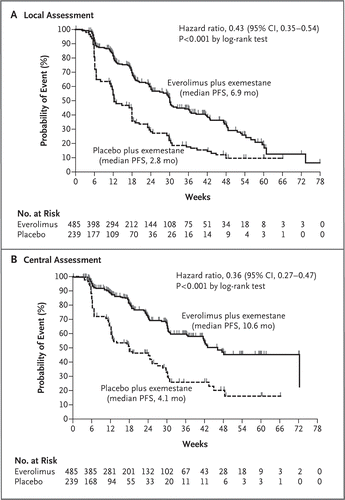 A Local Assessment
Hazard ratio, 0.43 (95% CI, 0.35–0.54)
P<0.001 by log-rank test
Probability of Event (%)
100
90
80
70
60
50
40
30
20
10
0
Everolimus plus exemestane
(median PFS, 6.9 mo)
Placebo plus exemestane
(median PFS, 2.8 mo)
0 6 12 18 24 30 36 42 48 54 60 66 72 78
Weeks
No. at Risk
Everolimus 485 398 294 212 144 108 75 51 34 18 8 3 3 0
Placebo 239 177 109 70 36 26 16 14 9 4 3 1 0 0
B Central Assessment
Hazard ratio, 0.36 (95% CI, 0.27–0.47)
P<0.001 by log-rank test
Probability of Event (%)
100
90
80
70
60
50
40
30
20
10
0
Everolimus plus exemestane
(median PFS, 10.6 mo)
Placebo plus exemestane
(median PFS, 4.1 mo)
0 6 12 18 24 30 36 42 48 54 60 66 72 78
Weeks
No. at Risk
Everolimus 485 385 281 201 132 102 67 43 28 18 9 3 2 0
Placebo 239 168 94 55 33 20 11 11 6 3 3 1 0 0